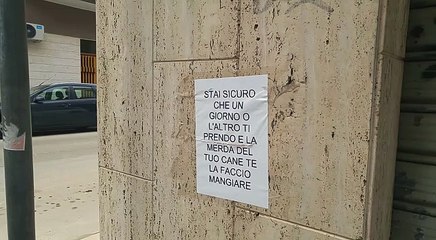 STAI SICURO
CHE UN
GIORNO O
L'ALTRO TI
PRENDO E LA
MERDA DEL
TUO CANE TE
LA FACCIO
MANGIARE